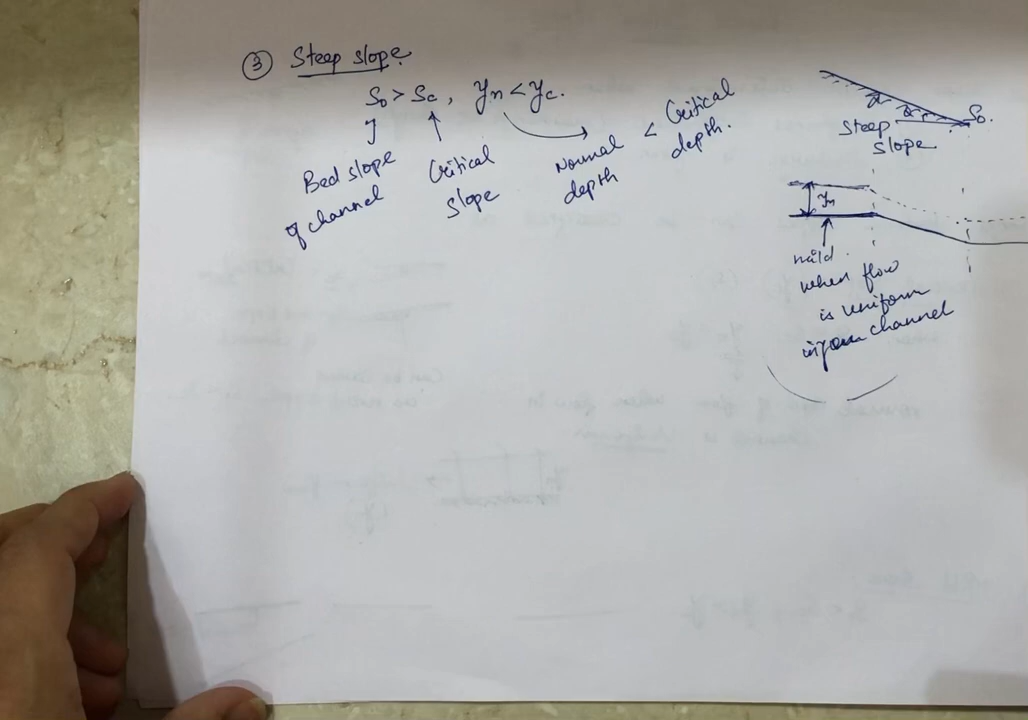 ③ Steep slope.
S₀ > Sc, yn < yc.
Bed slope
of channel
Critical
slope
Normal
depth
< Critical
depth.
S₀.
Steep
slope
yn
mild
when flow
is uniform
channel